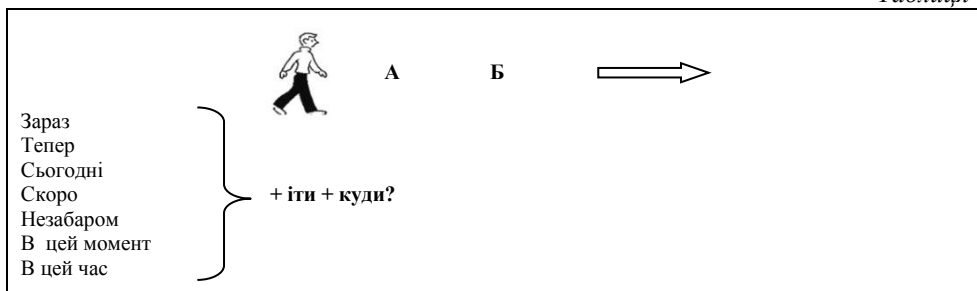 А Б
Зараз
Тепер
Сьогодні
Скоро
+ іти + куди?
Незабаром
В цей момент
В цей час